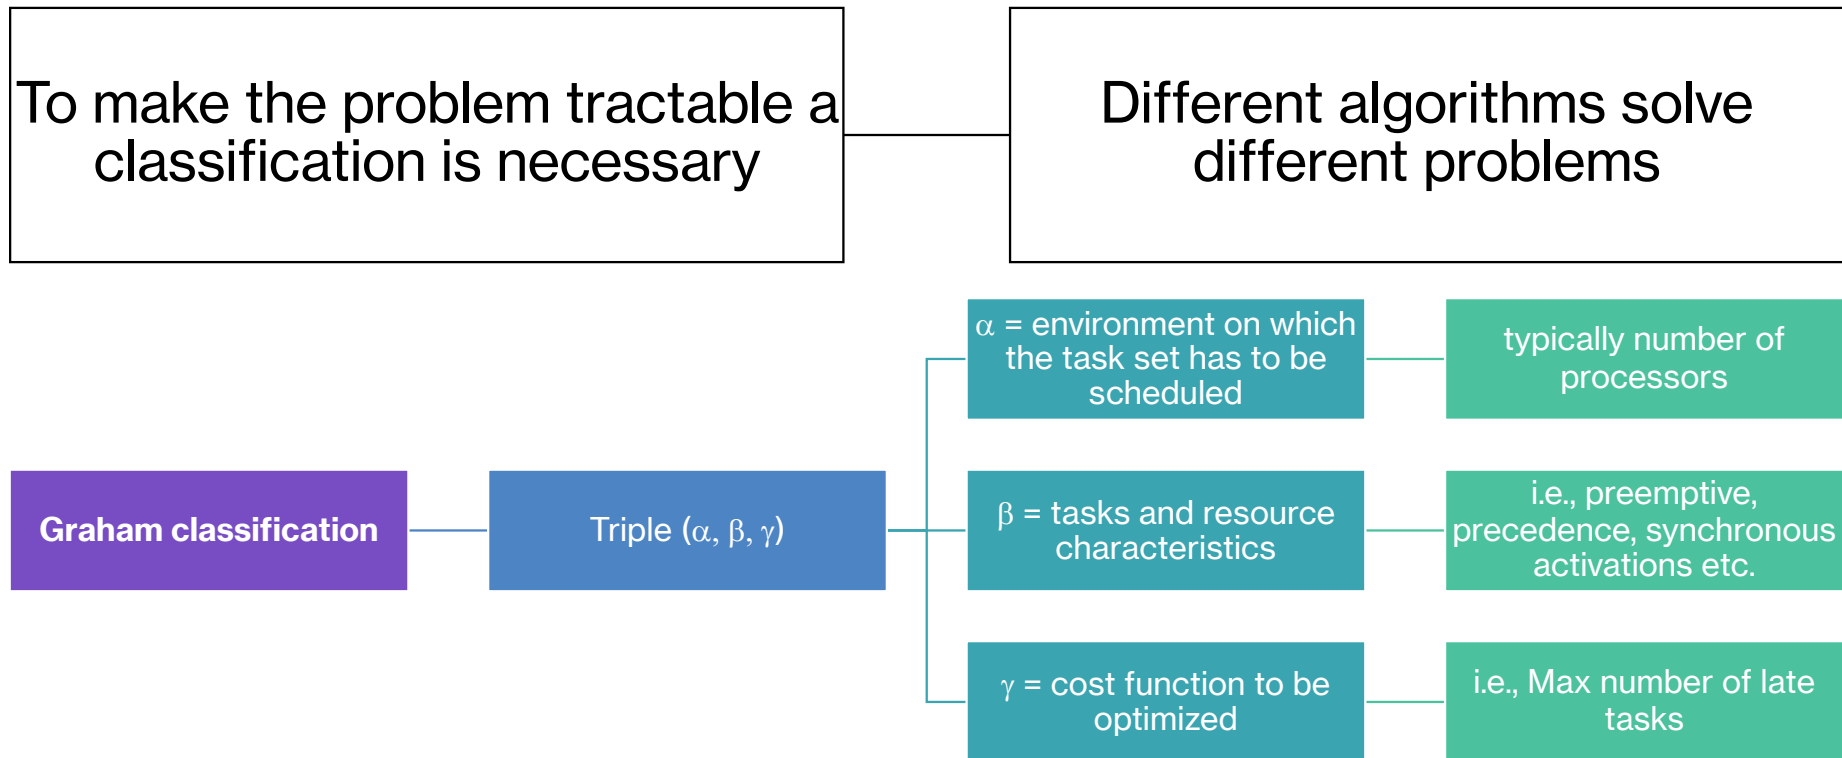 To make the problem tractable a
classification is necessary
Different algorithms solve
different problems
Graham classification
Triple (α, β, γ)
α = environment on which
the task set has to be
scheduled
typically number of
processors
β = tasks and resource
characteristics
i.e., preemptive,
precedence, synchronous
activations etc.
γ = cost function to be
optimized
i.e., Max number of late
tasks